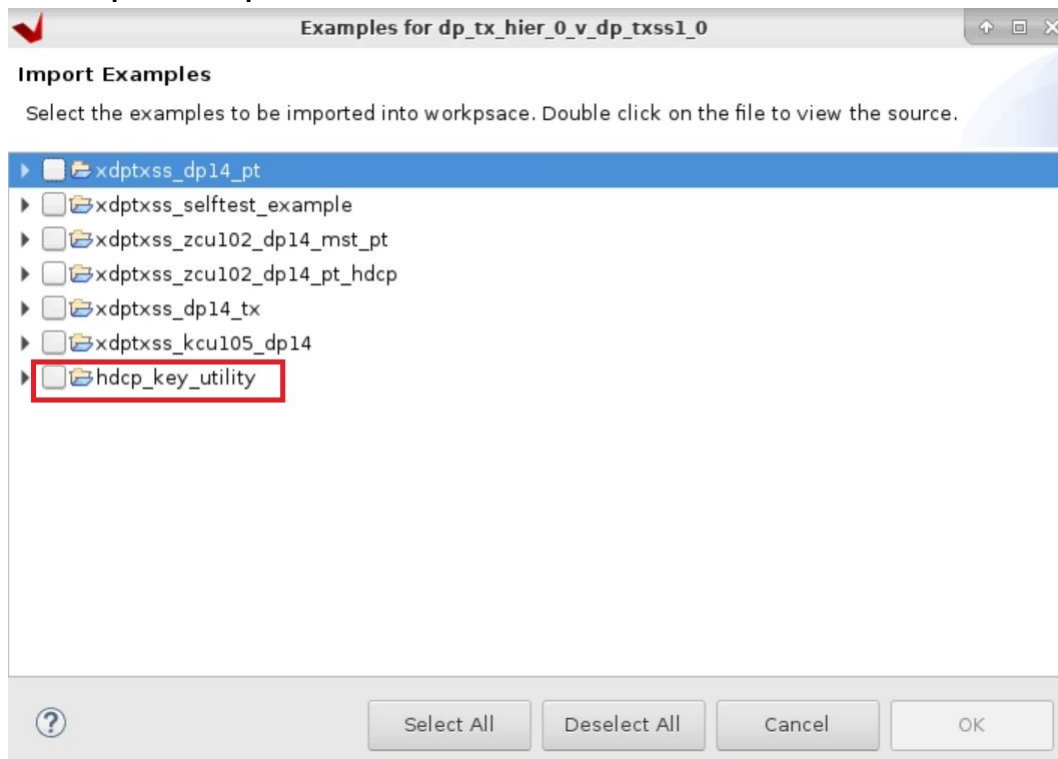 Examples for dp_tx_hier_0_v_dp_txss1_0
Import Examples
Select the examples to be imported into workpsace. Double click on the file to view the source.
xdptxss_dp14_pt
xdptxss_selftest_example
xdptxss_zcu102_dp14_mst_pt
xdptxss_zcu102_dp14_pt_hdcp
xdptxss_dp14_tx
xdptxss_kcu105_dp14
hdcp_key_utility
? Select All Deselect All Cancel OK